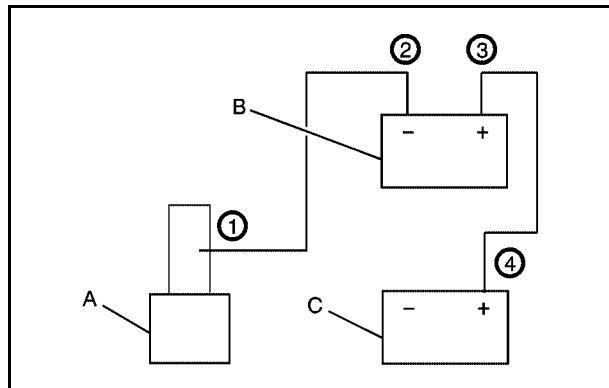 ② ③
B
− +
①
A
④
C
− +